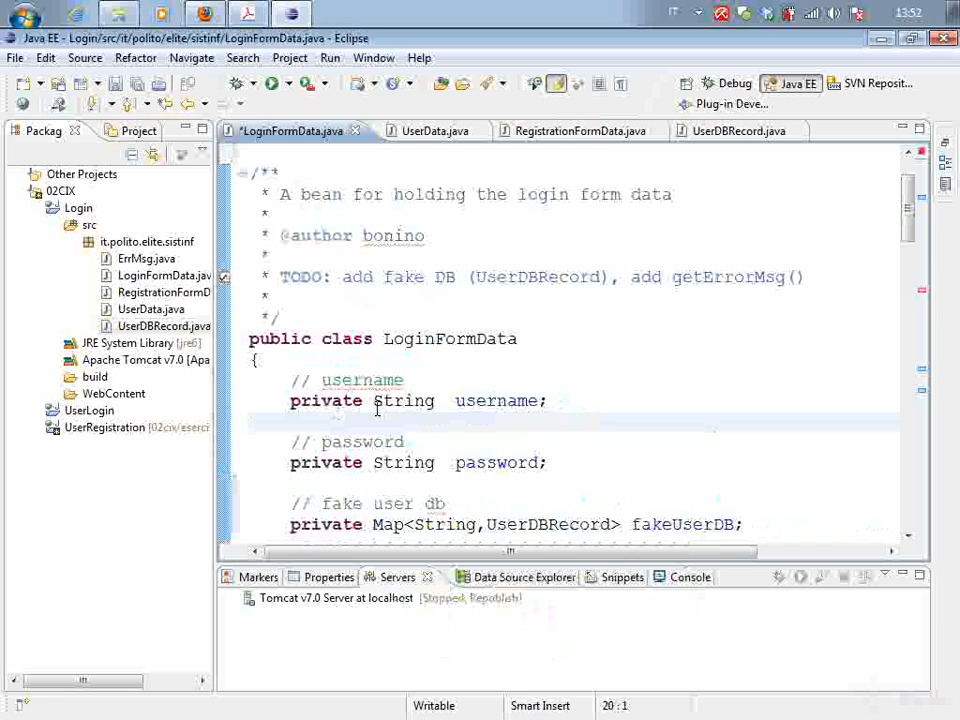 IT
13:52
Java EE - Login/src/it/polito/elite/sistinf/LoginFormData.java - Eclipse
File Edit Source Refactor Navigate Search Project Run Window Help
Debug Java EE SVN Repository...
Plug-in Deve...
Packag Project
Other Projects
02CIX
Login
src
it.polito.elite.sistinf
ErrMsg.java
LoginFormData.jav
RegistrationFormD
UserData.java
UserDBRecord.java
JRE System Library [jre6]
Apache Tomcat v7.0 [apa
build
WebContent
UserLogin
UserRegistration [02civ/eserci
*LoginFormData.java UserData.java RegistrationFormData.java UserDBRecord.java
/**
* A bean for holding the login form data
*
* @author bonino
*
* TODO: add fake DB (UserDBRecord), add getErrorMsg()
*
*/
public class LoginFormData
{
// username
private String username;
// password
private String password;
// fake user db
private Map<String,UserDBRecord> fakeUserDB;
Markers Properties Servers Data Source Explorer Snippets Console
Tomcat v7.0 Server at localhost [Stopped, Republish]
Writable Smart Insert 20 : 1